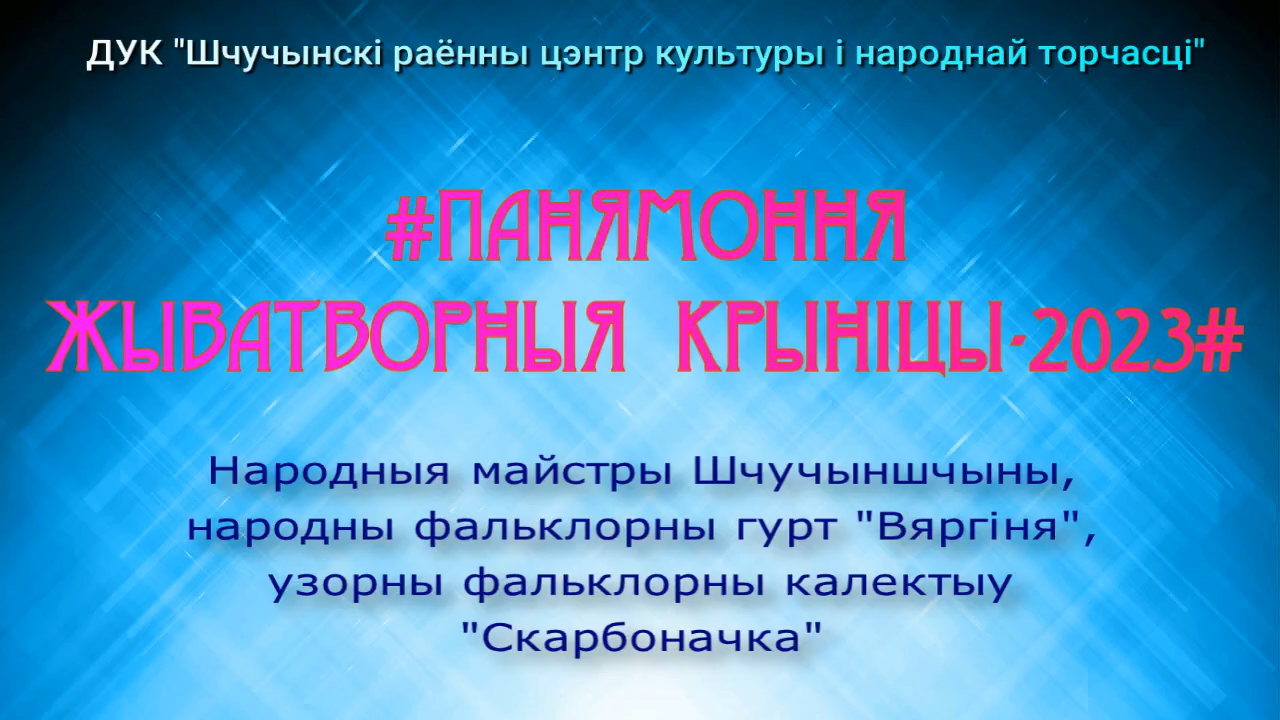 ДУК "Шчучынскі раённы цэнтр культуры і народнай торчасці"
#ПАНЯМОННЯ
ЖЫВАТВОРНЫЯ КРЫНІЦЫ-2023#
Народныя майстры Шчучыншчыны,
народны фальклорны гурт "Вяргіня",
узорны фальклорны калектыу
"Скарбоначка"